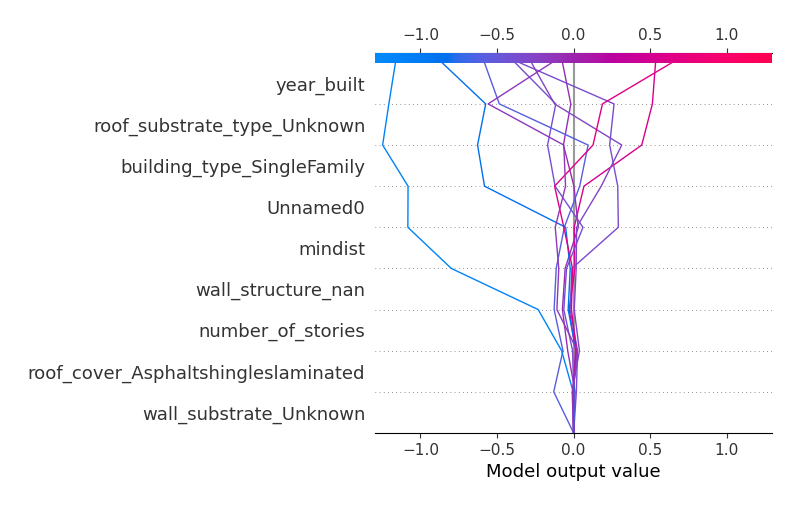 −1.0 −0.5 0.0 0.5 1.0
year_built
roof_substrate_type_Unknown
building_type_SingleFamily
Unnamed0
mindist
wall_structure_nan
number_of_stories
roof_cover_Asphaltshingleslaminated
wall_substrate_Unknown
−1.0 −0.5 0.0 0.5 1.0
Model output value